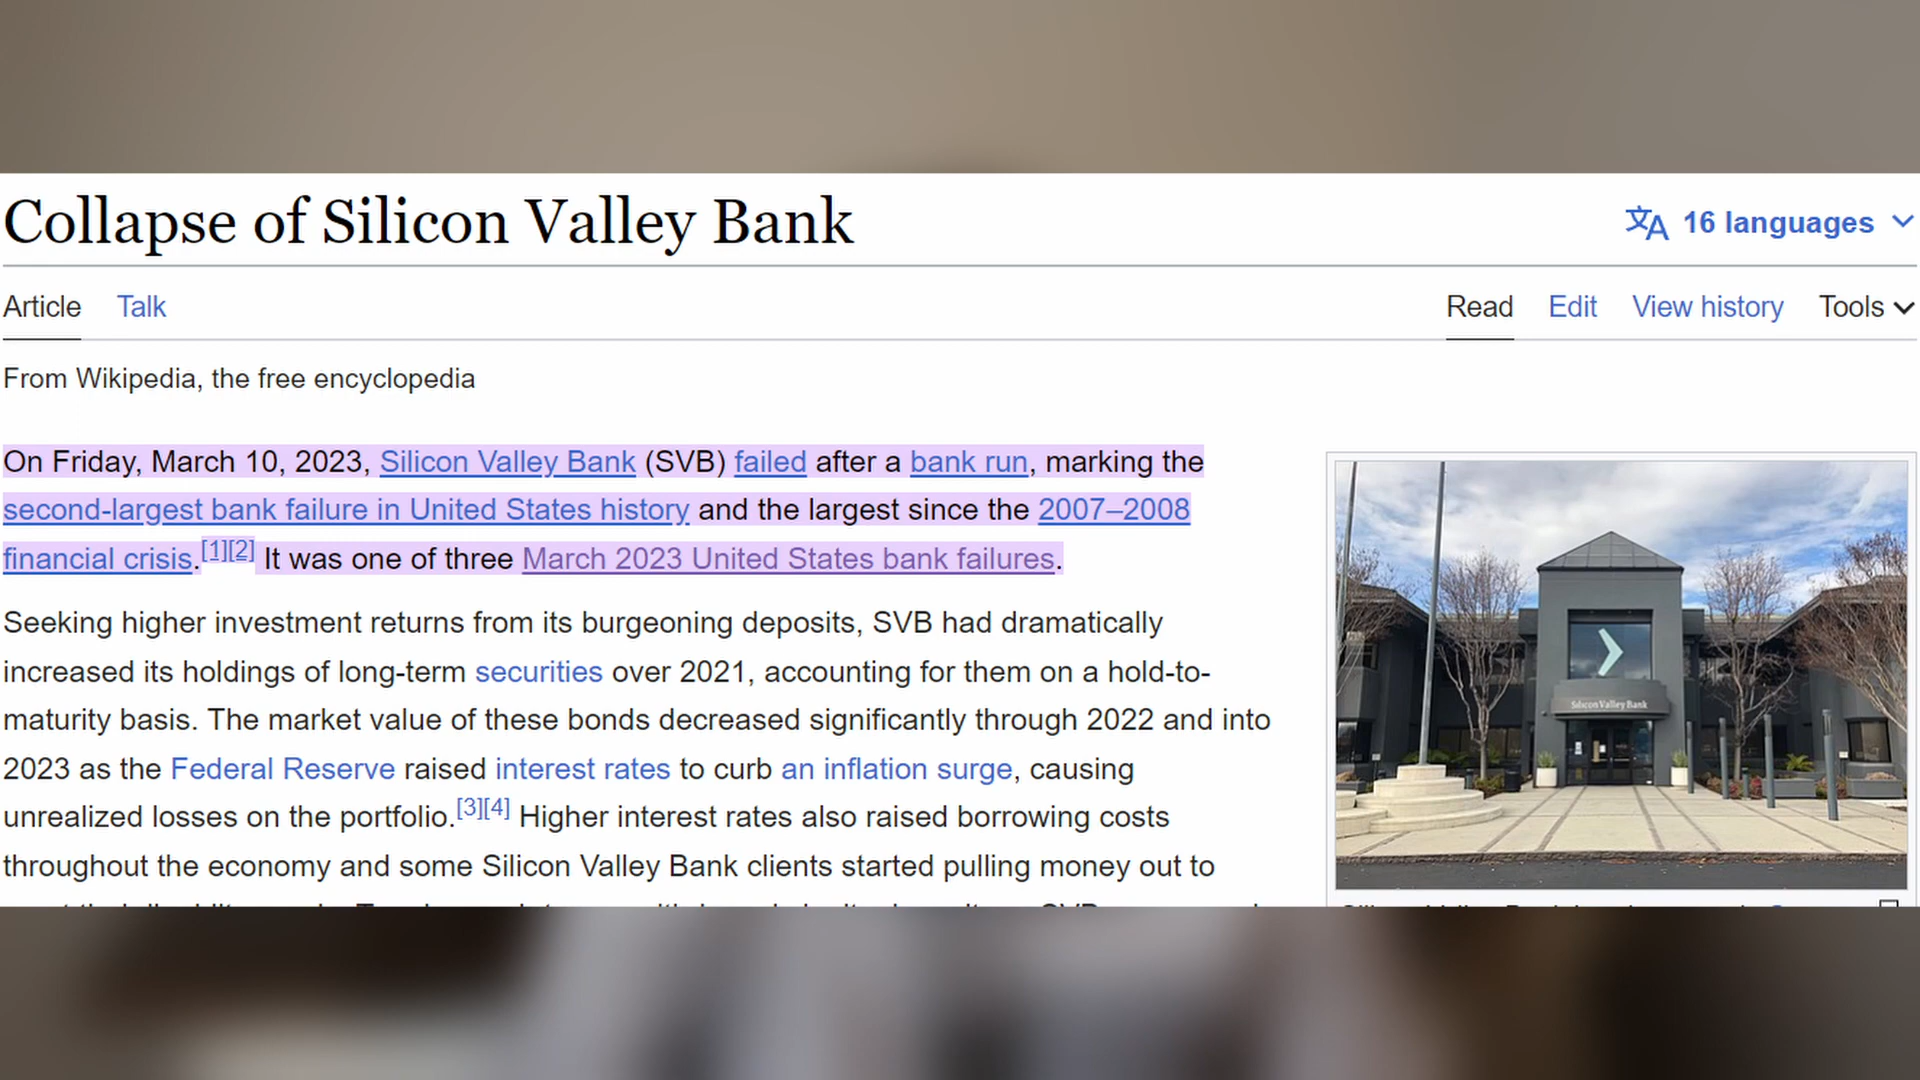 Collapse of Silicon Valley Bank
文A 16 languages
Article Talk
Read Edit View history Tools
From Wikipedia, the free encyclopedia
On Friday, March 10, 2023, Silicon Valley Bank (SVB) failed after a bank run, marking the
second-largest bank failure in United States history and the largest since the 2007–2008
financial crisis.[1][2] It was one of three March 2023 United States bank failures.
Seeking higher investment returns from its burgeoning deposits, SVB had dramatically
increased its holdings of long-term securities over 2021, accounting for them on a hold-to-
maturity basis. The market value of these bonds decreased significantly through 2022 and into
2023 as the Federal Reserve raised interest rates to curb an inflation surge, causing
unrealized losses on the portfolio.[3][4] Higher interest rates also raised borrowing costs
throughout the economy and some Silicon Valley Bank clients started pulling money out to
Silicon Valley Bank